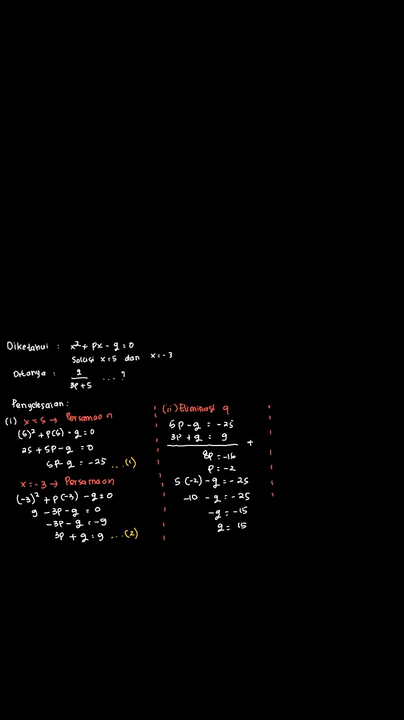 Diketahui : x² + px - q = 0
Solusi x = 5 dan x = -3
Ditanya : q/(3p+5) ... ?
Penyelesaian :
(i) x = 5 → Persamaan
(5)² + p(5) - q = 0
25 + 5p - q = 0
5p - q = -25 ...(1)
x = -3 → Persamaan
(-3)² + p(-3) - q = 0
9 - 3p - q = 0
-3p - q = -9
3p + q = 9 ...(2)
(ii) Eliminasi q
5p - q = -25
3p + q = 9 +
8p = -16
p = -2
5(-2) - q = -25
-10 - q = -25
-q = -15
q = 15